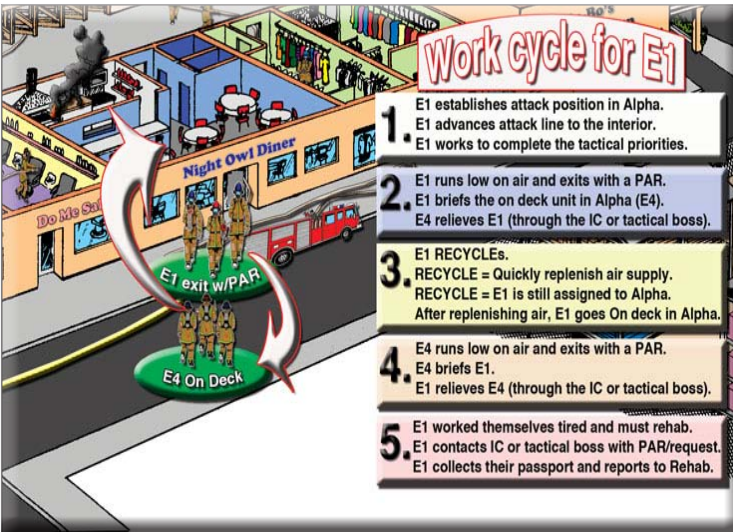 Ro's
Work cycle for E1
1.
E1 establishes attack position in Alpha.
E1 advances attack line to the interior.
E1 works to complete the tactical priorities.
Night Owl Diner
2.
E1 runs low on air and exits with a PAR.
E1 briefs the on deck unit in Alpha (E4).
E4 relieves E1 (through the IC or tactical boss).
Do Me Sa
3.
E1 RECYCLEs.
RECYCLE = Quickly replenish air supply.
RECYCLE = E1 is still assigned to Alpha.
After replenishing air, E1 goes On deck in Alpha.
E1 exit w/PAR
E4 On Deck
4.
E4 runs low on air and exits with a PAR.
E4 briefs E1.
E1 relieves E4 (through the IC or tactical boss).
5.
E1 worked themselves tired and must rehab.
E1 contacts IC or tactical boss with PAR/request.
E1 collects their passport and reports to Rehab.